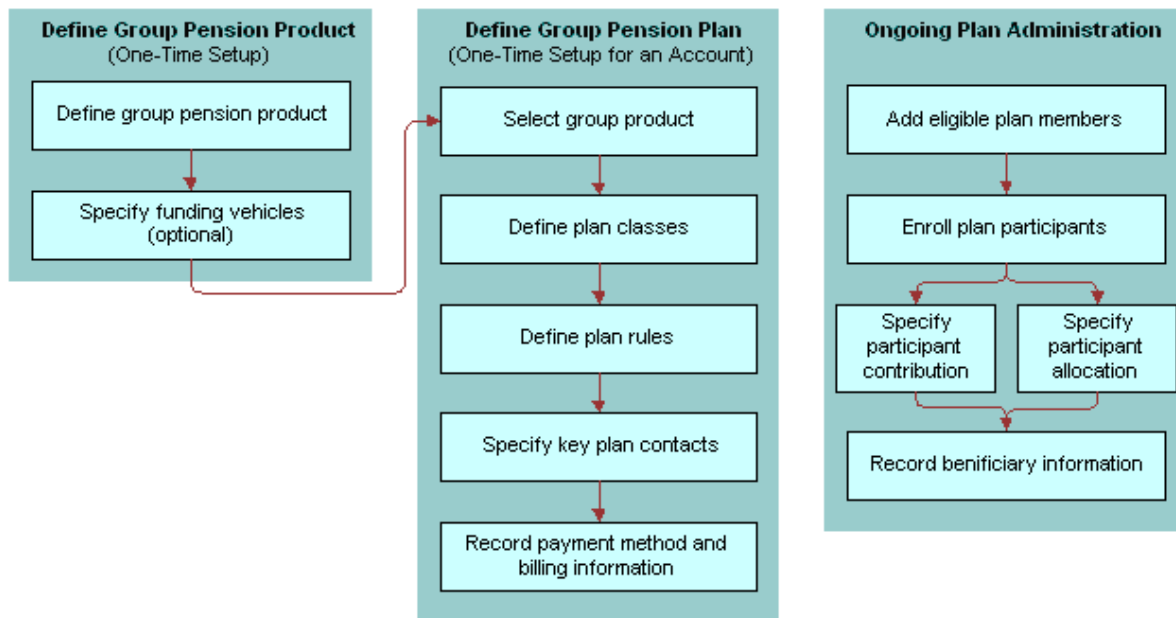 Define Group Pension Product
(One-Time Setup)
Define group pension product
Specify funding vehicles
(optional)
Define Group Pension Plan
(One-Time Setup for an Account)
Select group product
Define plan classes
Define plan rules
Specify key plan contacts
Record payment method and
billing information
Ongoing Plan Administration
Add eligible plan members
Enroll plan participants
Specify
participant
contribution
Specify
participant
allocation
Record benificiary information